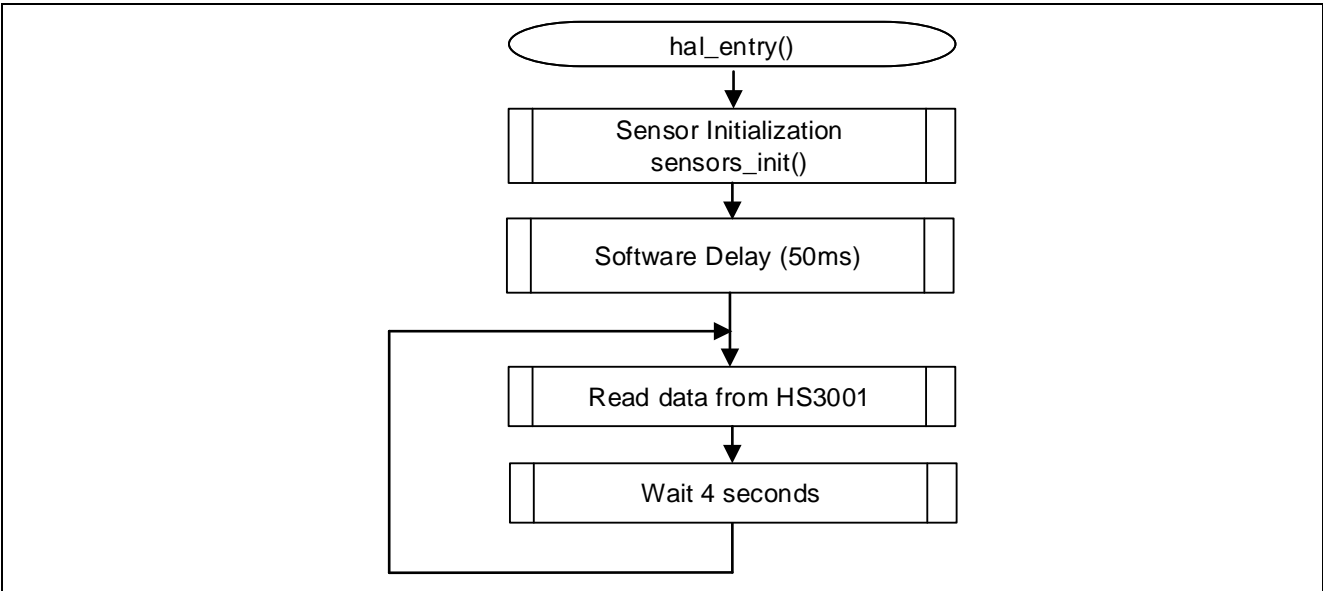 hal_entry()
Sensor Initialization
sensors_init()
Software Delay (50ms)
Read data from HS3001
Wait 4 seconds